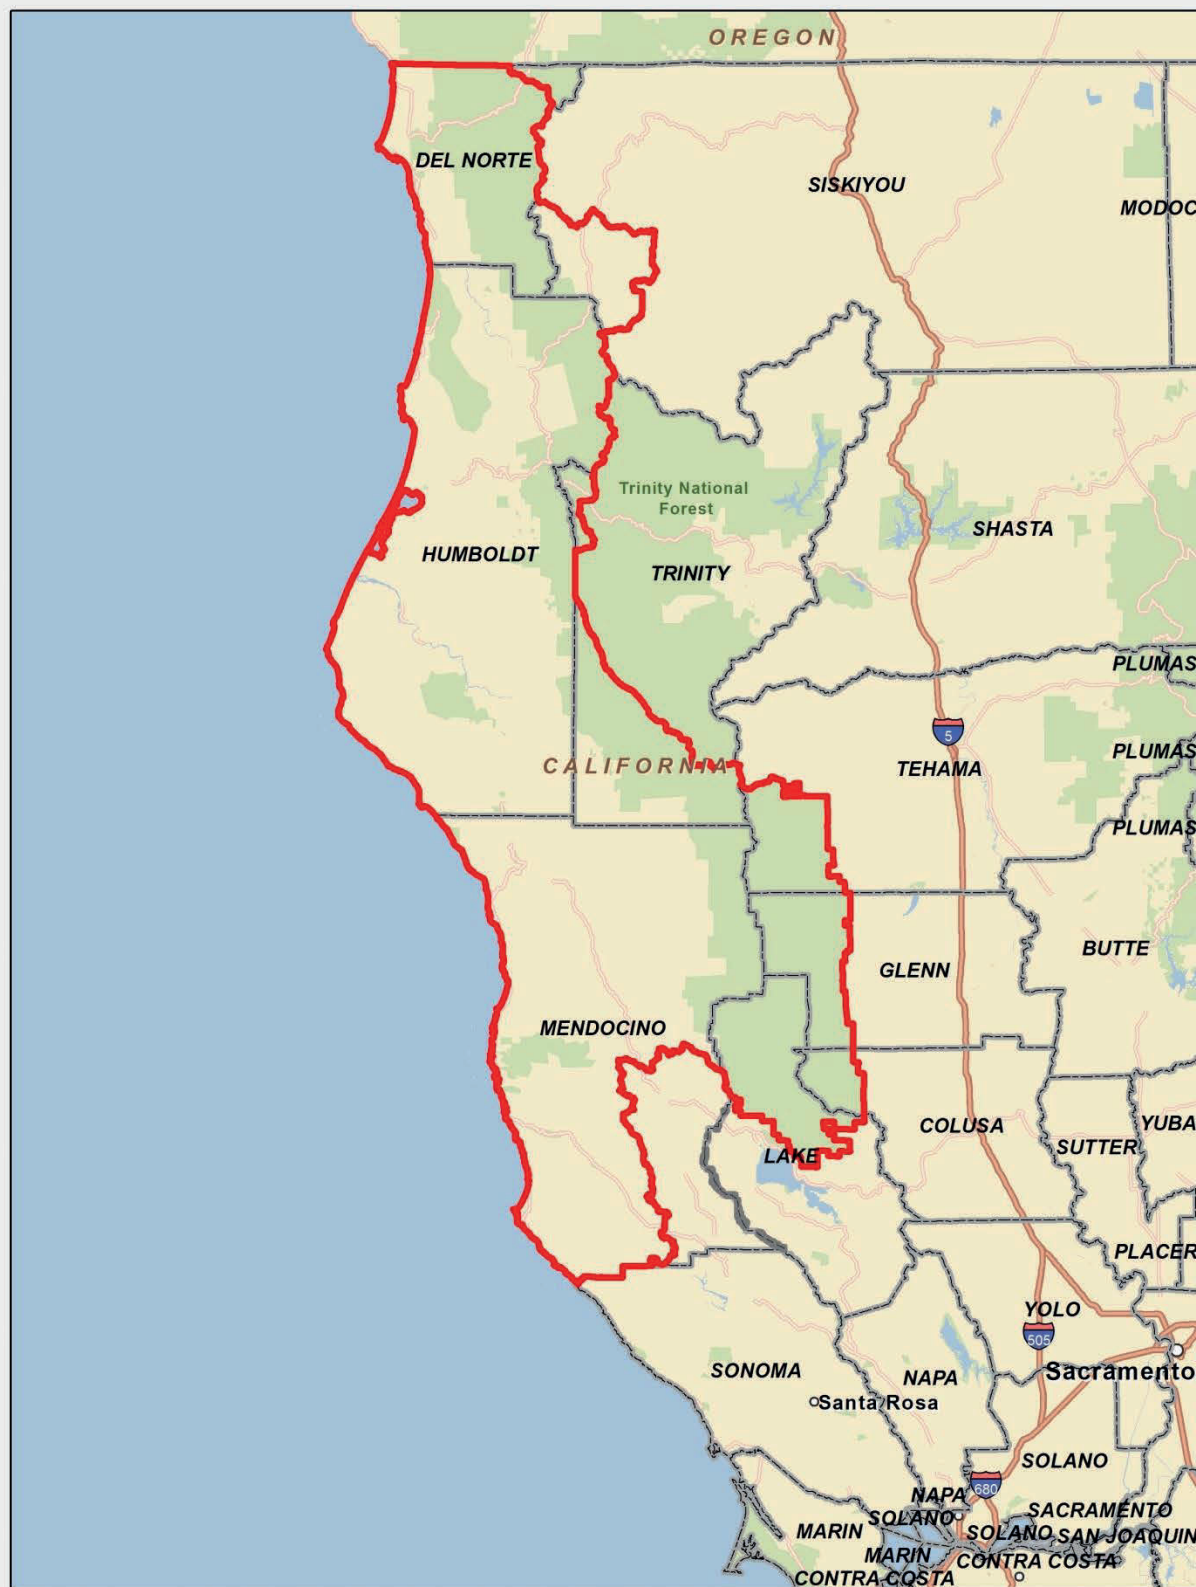 OREGON
DEL NORTE
SISKIYOU
MODOC
Trinity National
Forest
SHASTA
HUMBOLDT
TRINITY
PLUMAS
5
PLUMAS
CALIFORNIA
TEHAMA
PLUMAS
BUTTE
GLENN
MENDOCINO
COLUSA
YUBA
SUTTER
LAKE
PLACER
YOLO
505
SONOMA
NAPA
Sacramento
Santa Rosa
SOLANO
680
NAPA
SOLANO
SACRAMENTO
MARIN
SOLANO
SAN JOAQUIN
MARIN
CONTRA COSTA
CONTRA COSTA